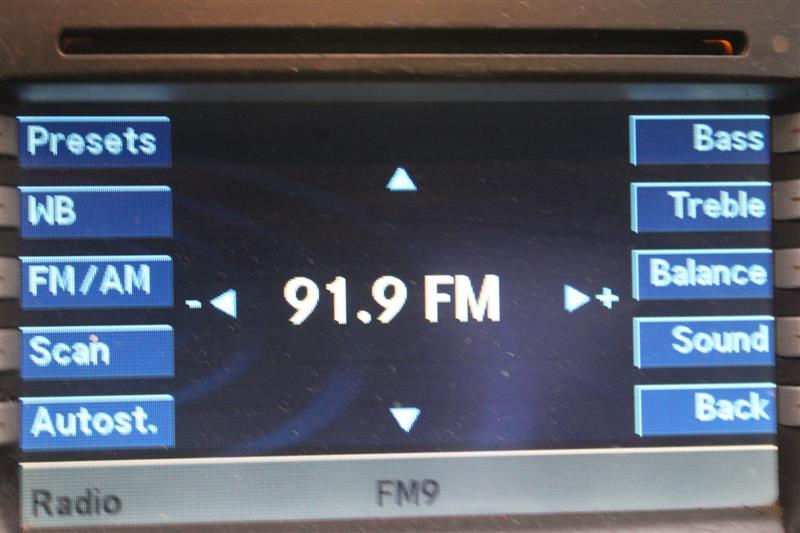 Presets
WB
FM/AM
Scan
Autost.
- 91.9 FM +
Bass
Treble
Balance
Sound
Back
Radio
FM9